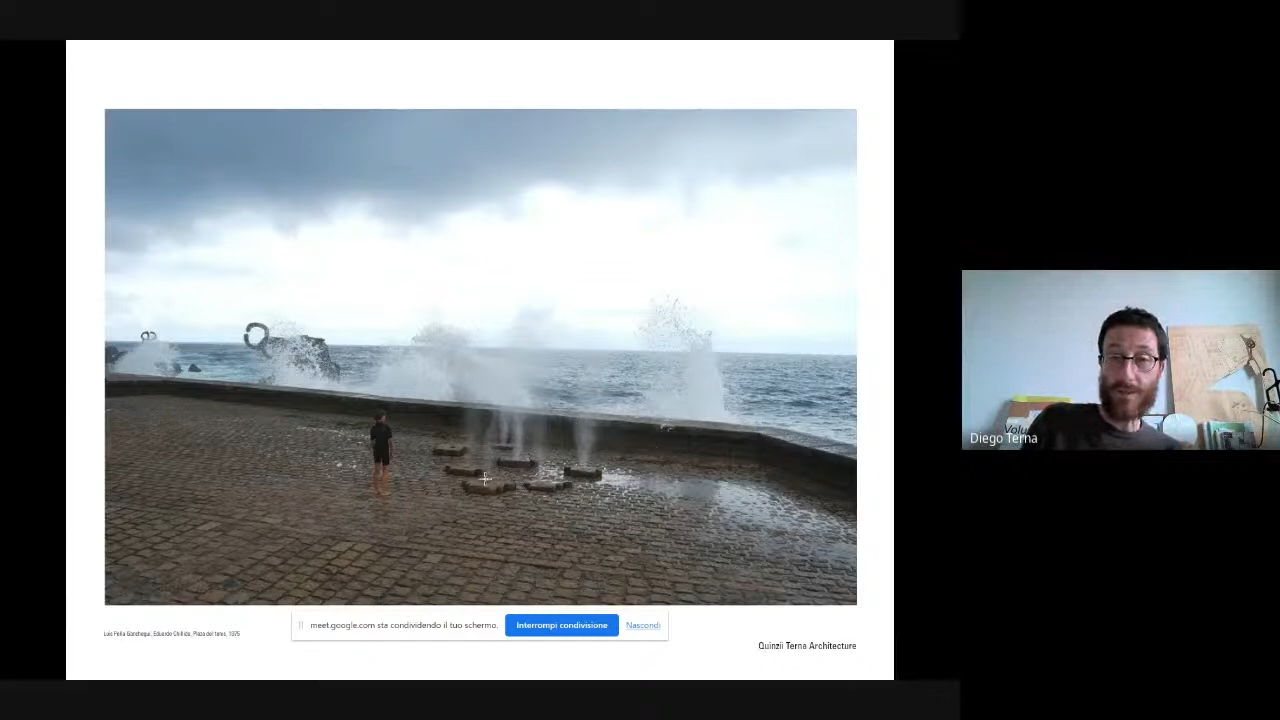 Luis Peña Ganchegui, Eduardo Chillida, Plaza del tenis, 1975
meet.google.com sta condividendo il tuo schermo.
Interrompi condivisione
Nascondi
Quinzii Terna Architecture
Volu
Diego Terna